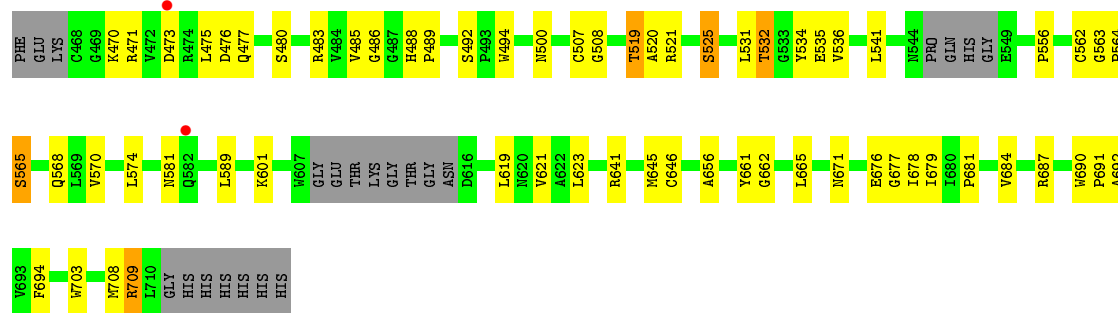 PHE GLU LYS C468 G469 K470 R471 V472 D473 R474 L475 D476 Q477 S480 R483 V484 V485 G486 G487 H488 P489 S492 P493 W494 N500 C507 G508 T519 A520 R521 S525 L531 T532 G533 Y534 E535 V536 L541 N544 PRO GLN HIS GLY E549 P556 C562 G563
S565 Q568 L569 V570 L574 N581 Q582 L589 K601 W607 GLY GLU THR LYS GLY THR GLY ASN D616 L619 N620 V621 A622 L623 R641 M645 C646 A656 Y661 G662 L665 N671 E676 G677 I678 I679 I680 P681 V684 R687 W690 P691
V693 F694 W703 M708 R709 L710 GLY HIS HIS HIS HIS HIS HIS